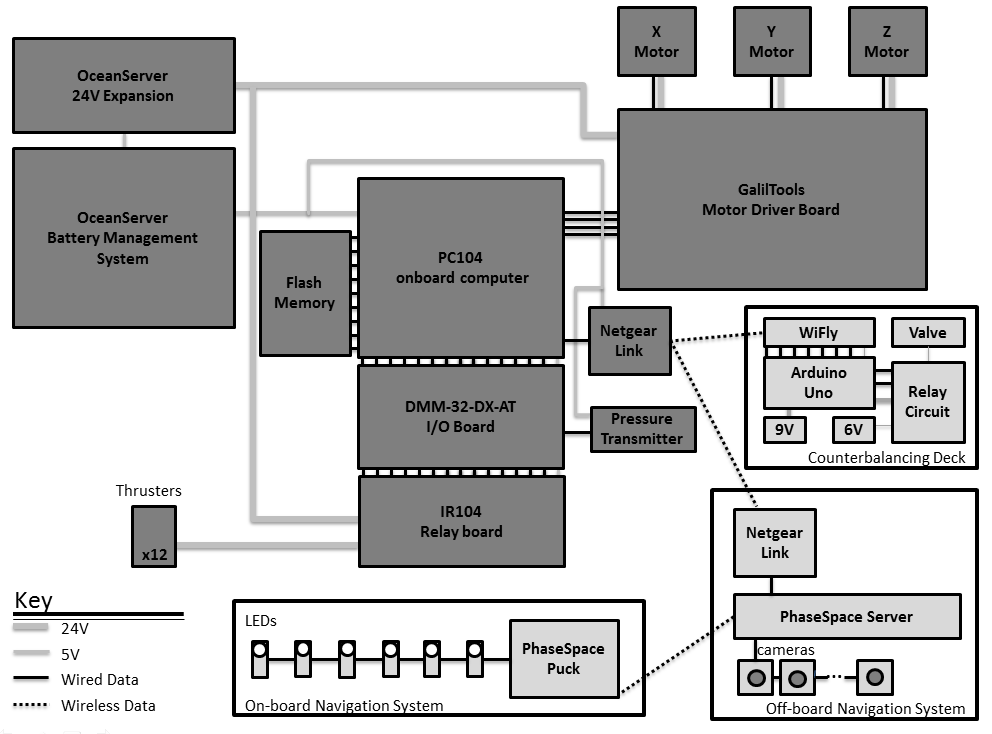 OceanServer
24V Expansion
X
Motor
Y
Motor
Z
Motor
OceanServer
Battery Management
System
GalilTools
Motor Driver Board
PC104
onboard computer
Flash
Memory
Netgear
Link
WiFly
Valve
Arduino
Uno
Relay
Circuit
9V
6V
Counterbalancing Deck
DMM-32-DX-AT
I/O Board
Pressure
Transmitter
Thrusters
x12
IR104
Relay board
Netgear
Link
PhaseSpace Server
cameras
Off-board Navigation System
Key
24V
5V
Wired Data
Wireless Data
LEDs
PhaseSpace
Puck
On-board Navigation System